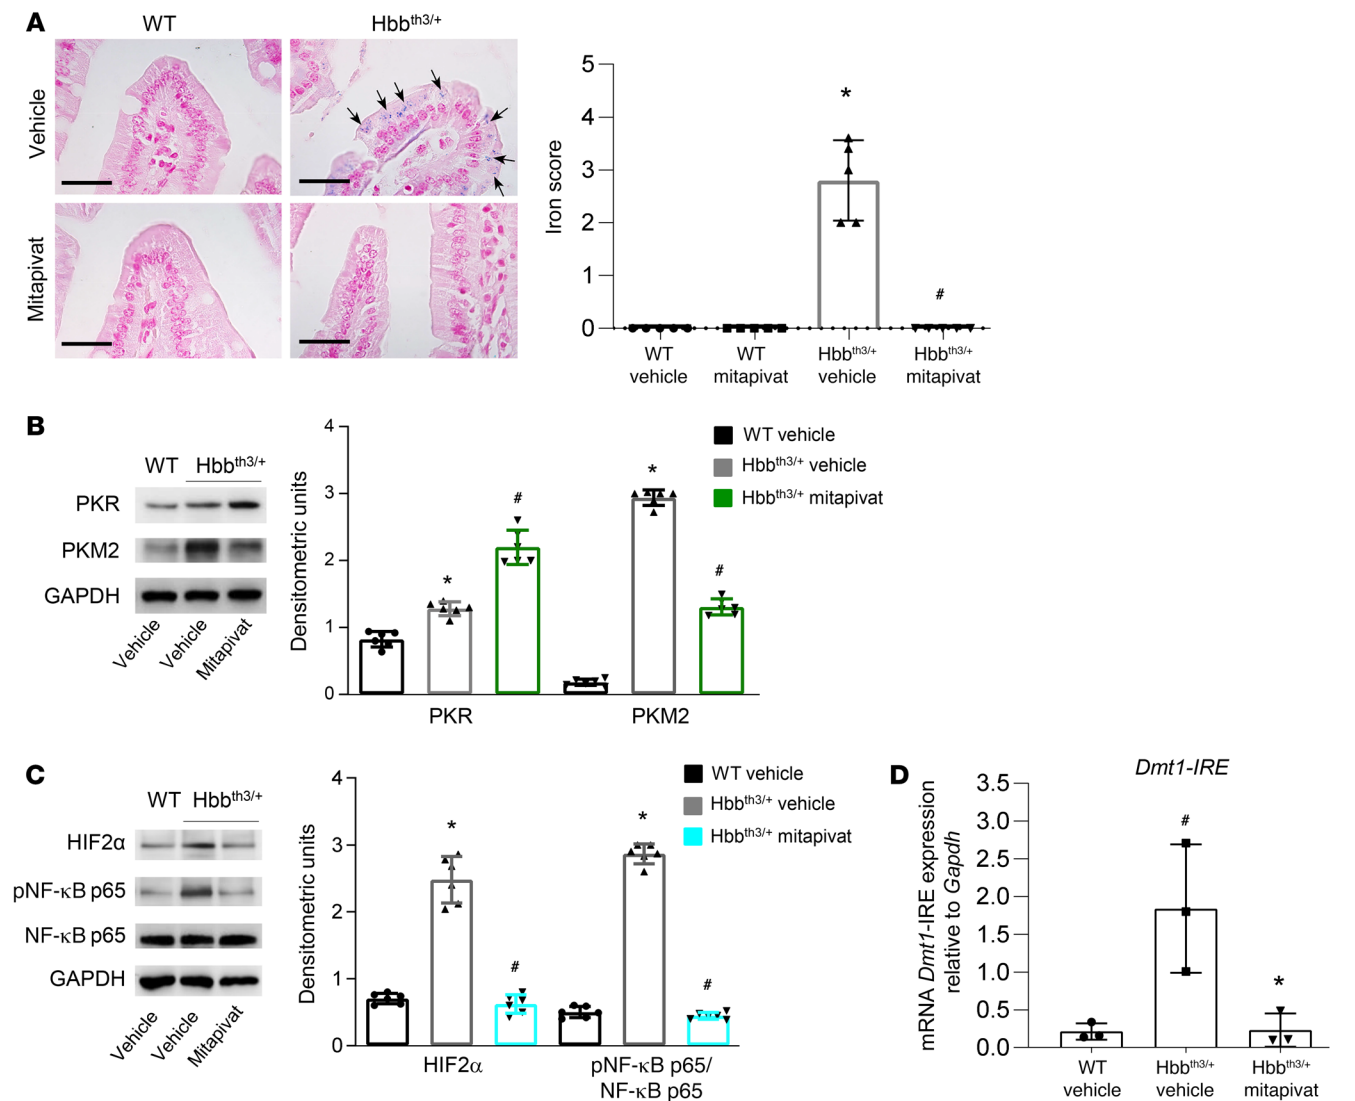 A
WT
Hbbth3/+
Vehicle
Mitapivat
Iron score
5
4
3
2
1
0
*
#
WT
vehicle
WT
mitapivat
Hbbth3/+
vehicle
Hbbth3/+
mitapivat
B
WT
Hbbth3/+
PKR
PKM2
GAPDH
Vehicle
Vehicle
Mitapivat
Densitometric units
4
3
2
1
0
*
#
*
#
PKR
PKM2
WT vehicle
Hbbth3/+ vehicle
Hbbth3/+ mitapivat
C
WT
Hbbth3/+
HIF2α
pNF-κB p65
NF-κB p65
GAPDH
Vehicle
Vehicle
Mitapivat
Densitometric units
4
3
2
1
0
*
#
*
#
HIF2α
pNF-κB p65/
NF-κB p65
WT vehicle
Hbbth3/+ vehicle
Hbbth3/+ mitapivat
D
Dmt1-IRE
mRNA Dmt1-IRE expression
relative to Gapdh
3.5
3.0
2.5
2.0
1.5
1.0
0.5
0.0
#
*
WT
vehicle
Hbbth3/+
vehicle
Hbbth3/+
mitapivat